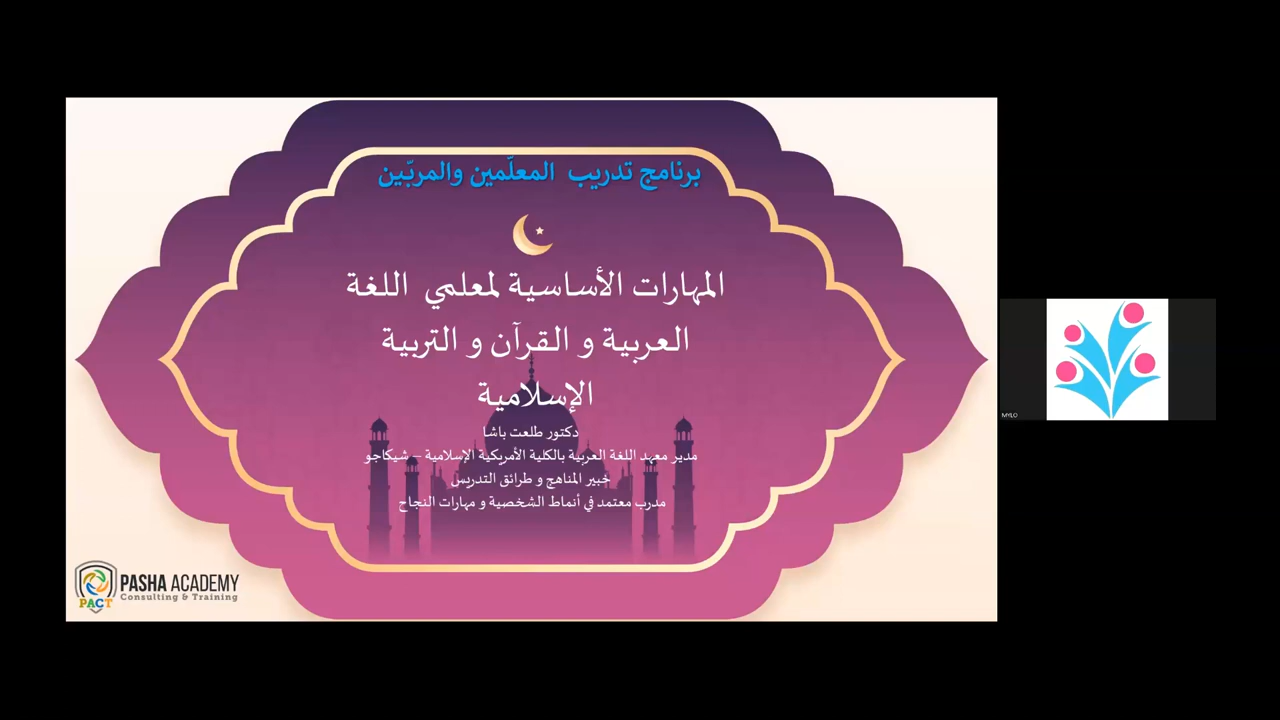 برنامج تدريب المعلّمين والمربّين
المهارات الأساسية لمعلمي اللغة
العربية و القرآن و التربية
الإسلامية
دكتور طلعت باشا
مدير معهد اللغة العربية بالكلية الأمريكية الإسلامية – شيكاجو
خبير المناهج و طرائق التدريس
مدرب معتمد في أنماط الشخصية و مهارات النجاح
PASHA ACADEMY
Consulting & Training
PACT
MYLO